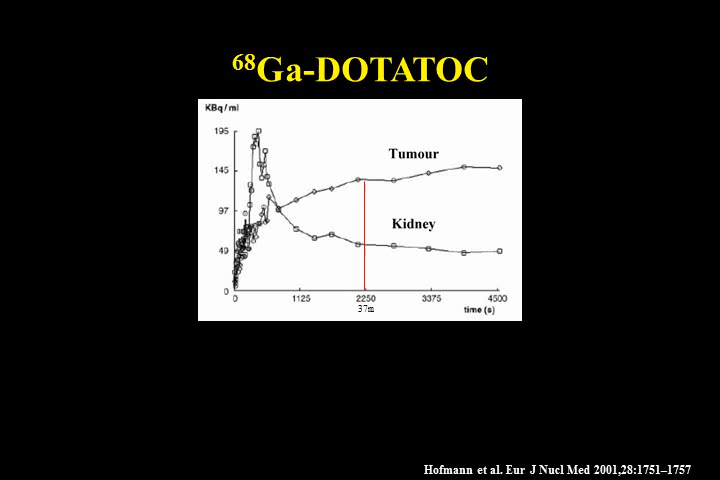 ⁶⁸Ga-DOTATOC
KBq / ml
195
Tumour
145
97
Kidney
49
0
0 1125 2250 3375 4500
37m
time (s)
Hofmann et al. Eur J Nucl Med 2001,28:1751–1757